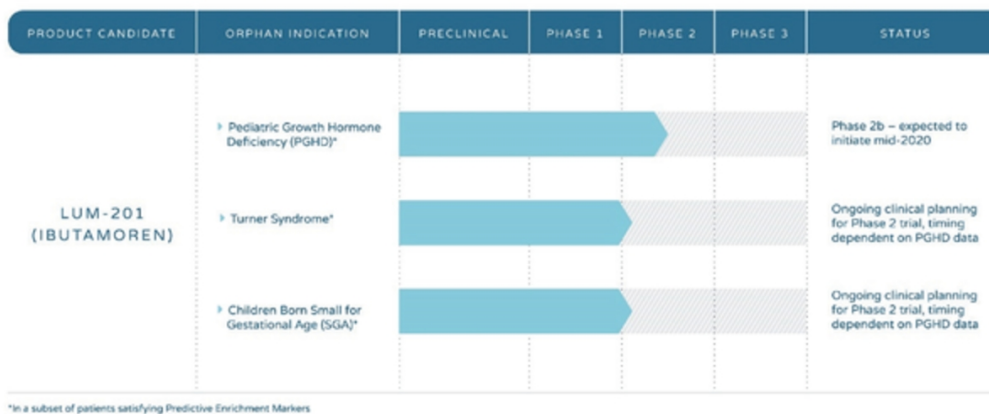 PRODUCT CANDIDATE
ORPHAN INDICATION
PRECLINICAL
PHASE 1
PHASE 2
PHASE 3
STATUS
LUM-201
(IBUTAMOREN)
Pediatric Growth Hormone
Deficiency (PGHD)*
Phase 2b – expected to
initiate mid-2020
Turner Syndrome*
Ongoing clinical planning
for Phase 2 trial, timing
dependent on PGHD data
Children Born Small for
Gestational Age (SGA)*
Ongoing clinical planning
for Phase 2 trial, timing
dependent on PGHD data
*In a subset of patients satisfying Predictive Enrichment Markers